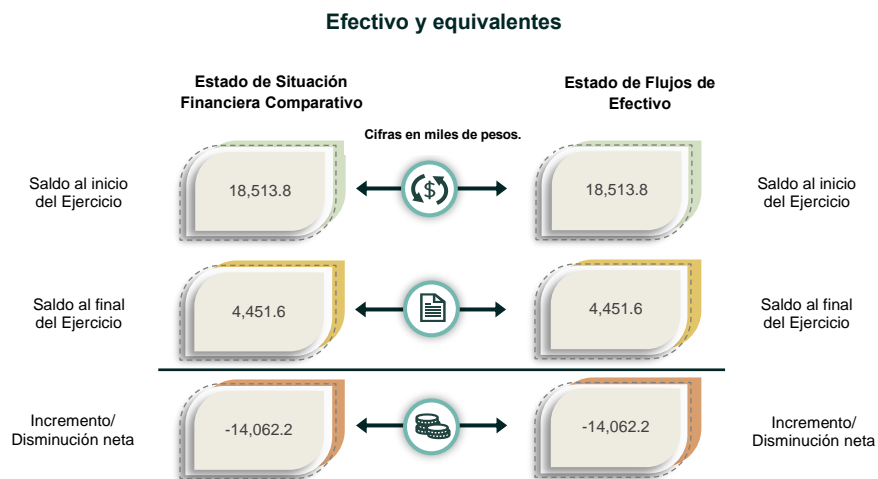 Efectivo y equivalentes
Estado de Situación
Financiera Comparativo
Estado de Flujos de
Efectivo
Cifras en miles de pesos.
Saldo al inicio
del Ejercicio
18,513.8
$
18,513.8
Saldo al inicio
del Ejercicio
Saldo al final
del Ejercicio
4,451.6
4,451.6
Saldo al final
del Ejercicio
Incremento/
Disminución neta
-14,062.2
-14,062.2
Incremento/
Disminución neta